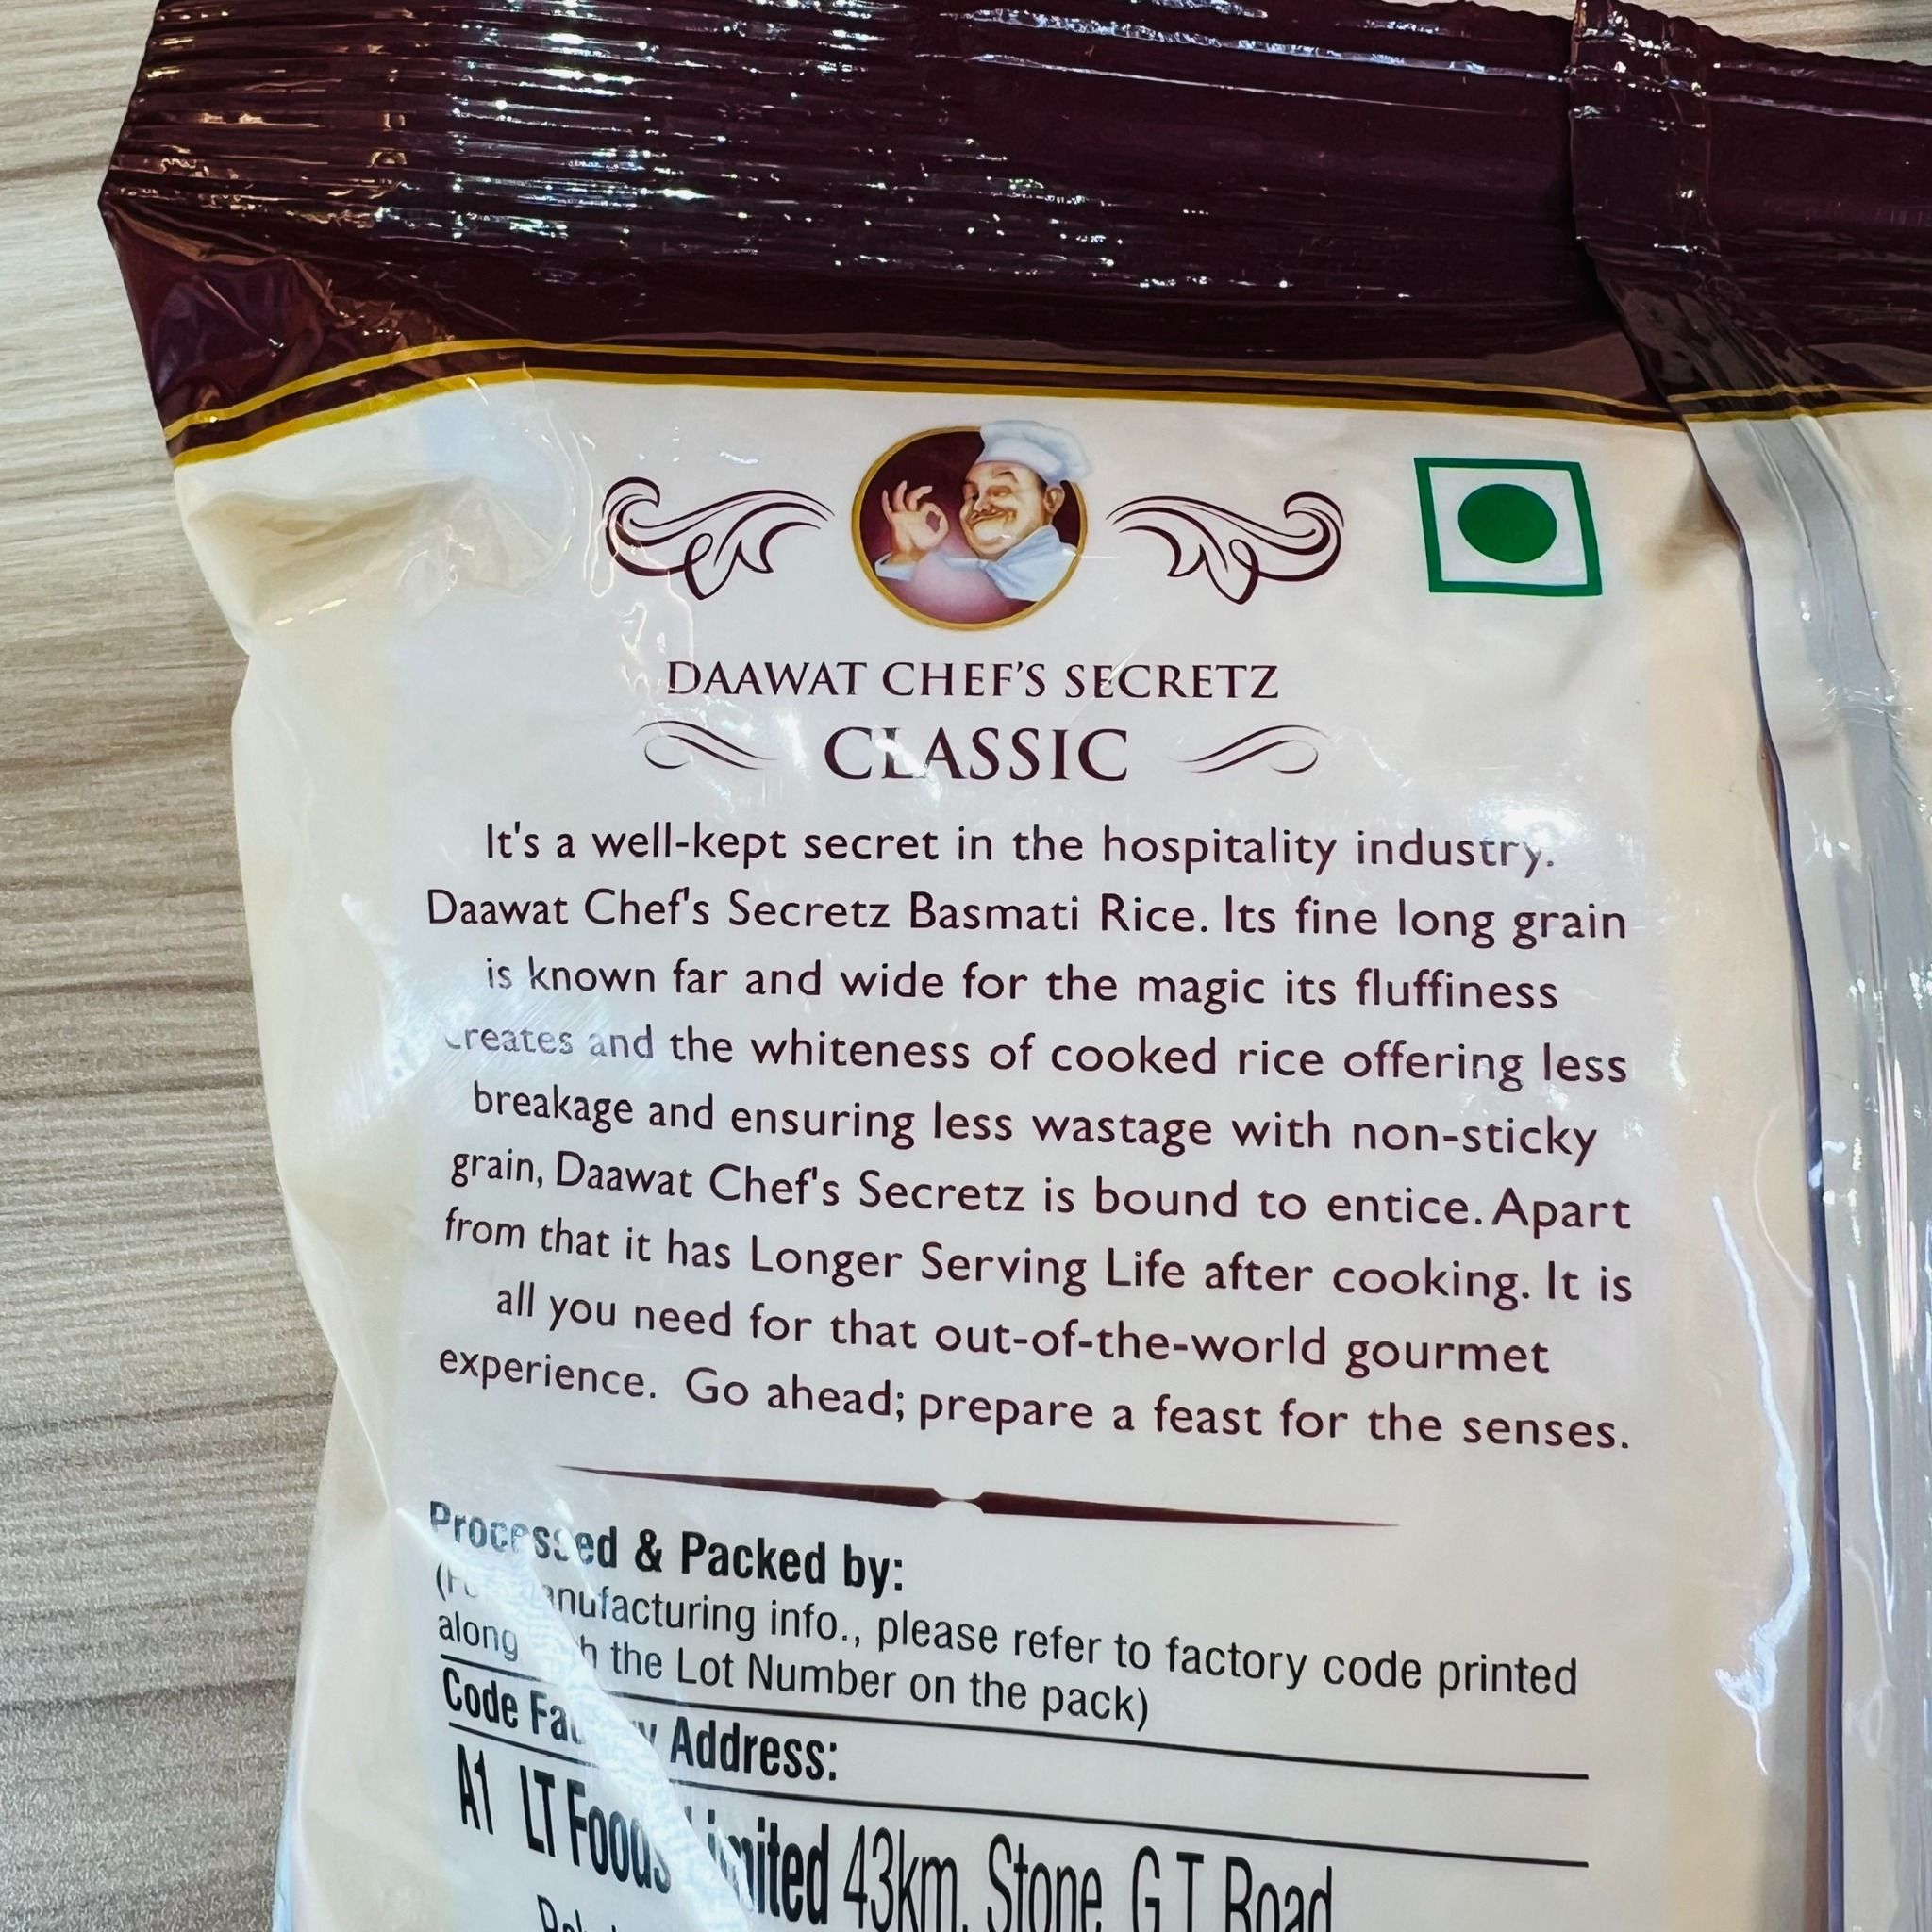 DAAWAT CHEF'S SECRETZ
CLASSIC
It's a well-kept secret in the hospitality industry.
Daawat Chef's Secretz Basmati Rice. Its fine long grain
is known far and wide for the magic its fluffiness
creates and the whiteness of cooked rice offering less
breakage and ensuring less wastage with non-sticky
grain, Daawat Chef's Secretz is bound to entice. Apart
from that it has Longer Serving Life after cooking. It is
all you need for that out-of-the-world gourmet
experience. Go ahead; prepare a feast for the senses.
Processed & Packed by:
(For manufacturing info., please refer to factory code printed
along with the Lot Number on the pack)
Code Factory Address:
A1 LT Foods Limited 43km. Stone, G T Road